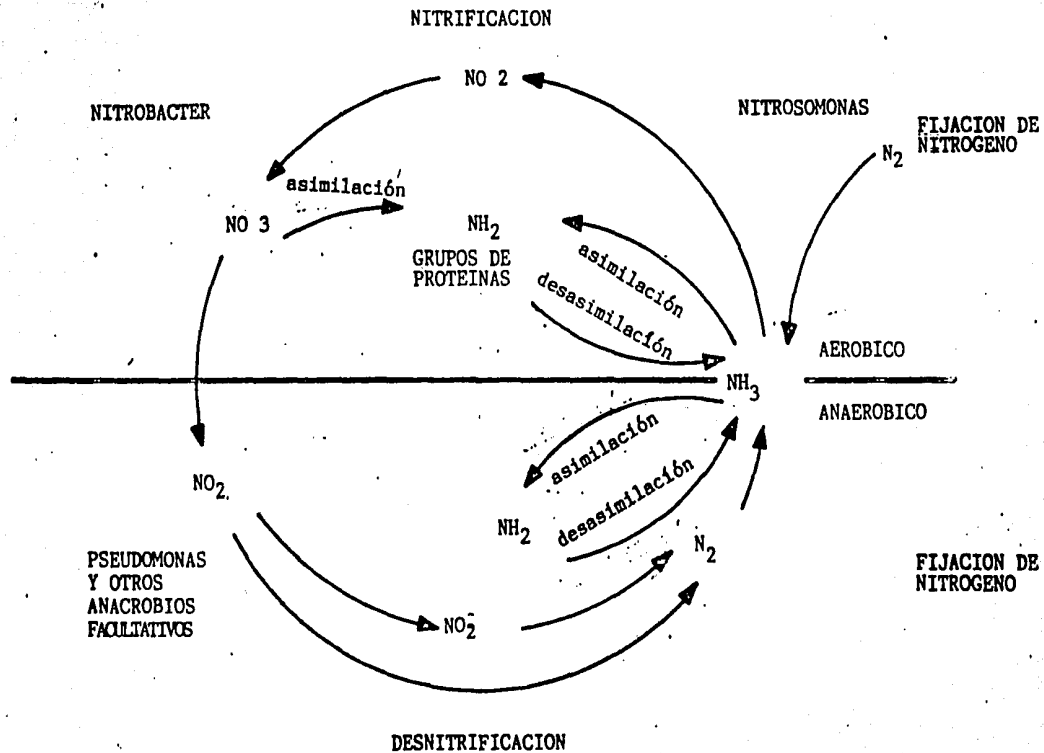 NITRIFICACION
NO 2
NITROBACTER
NITROSOMONAS
FIJACION DE
NITROGENO
N₂
asimilación
NO 3
NH₂
GRUPOS DE
PROTEINAS
asimilación
desasimilación
AEROBICO
NH₃
ANAEROBICO
asimilación
NO₂
desasimilación
NH₂
N₂
PSEUDOMONAS
Y OTROS
ANACROBIOS
FACULTATIVOS
FIJACION DE
NITROGENO
NO₂⁻
DESNITRIFICACION